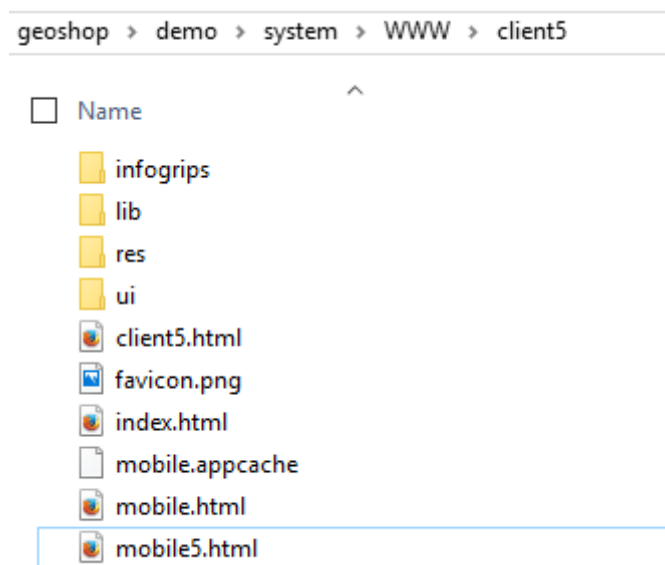 geoshop > demo > system > WWW > client5
Name
infogrips
lib
res
ui
client5.html
favicon.png
index.html
mobile.appcache
mobile.html
mobile5.html